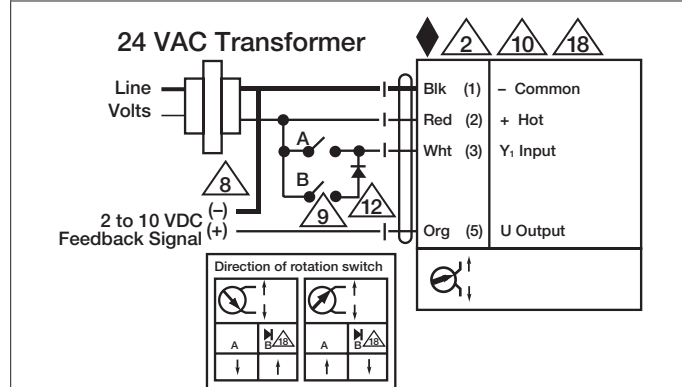 24 VAC Transformer
2 10 18
Line
Volts
Blk (1) – Common
Red (2) + Hot
A
Wht (3) Y₁ Input
B
8
9
12
(–)
2 to 10 VDC
Feedback Signal (+)
Org (5) U Output
Direction of rotation switch
A B 18 A B 18